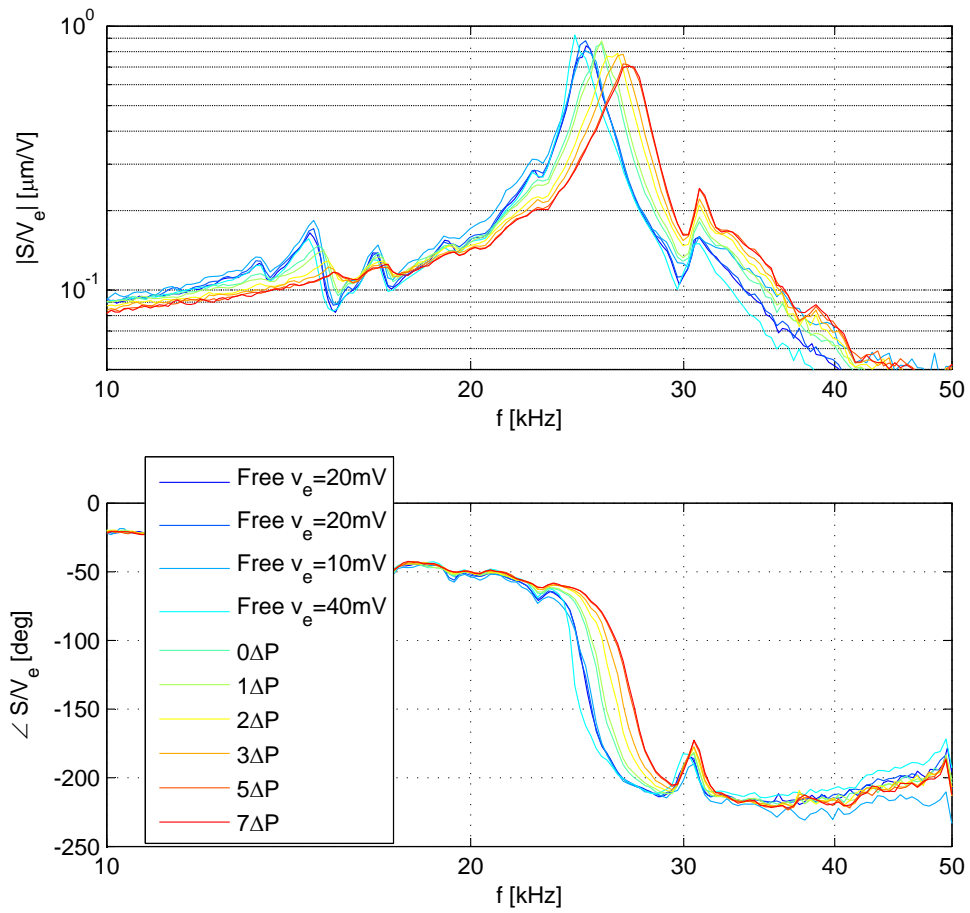 10^0
10^-1
|S/V_e| [μm/V]
10
20
30
40
50
f [kHz]
Free v_e=20mV
Free v_e=20mV
Free v_e=10mV
Free v_e=40mV
0ΔP
1ΔP
2ΔP
3ΔP
5ΔP
7ΔP
0
-50
-100
-150
-200
-250
∠ S/V_e [deg]
10
20
30
40
50
f [kHz]